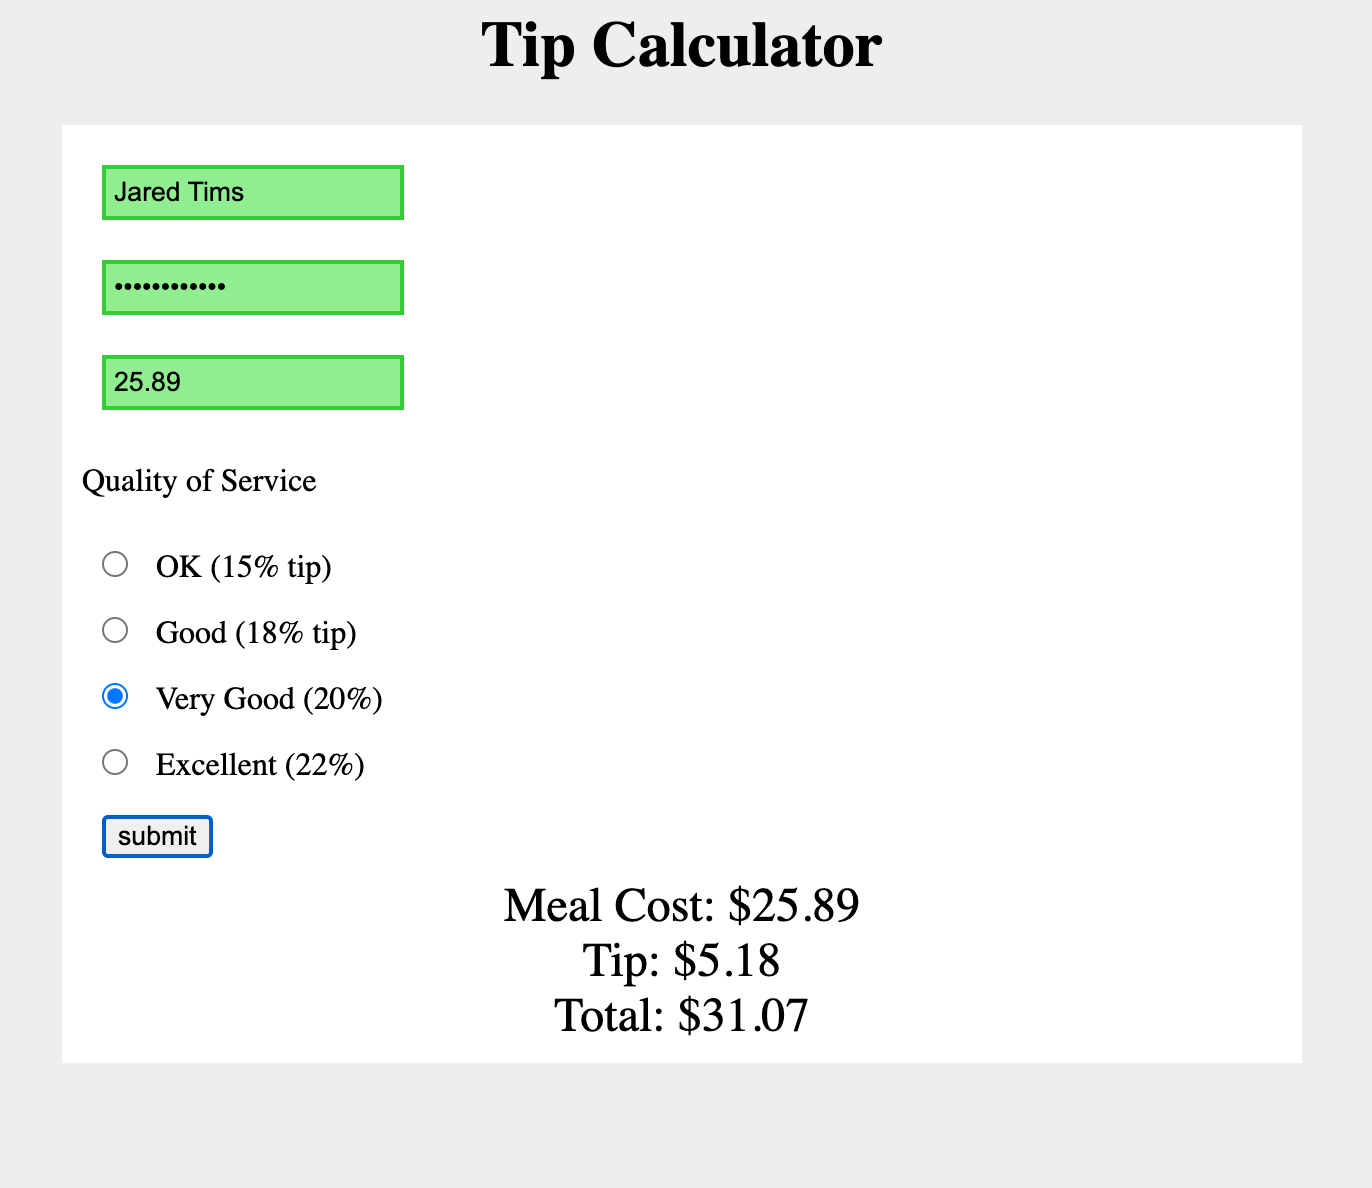 Tip Calculator
Jared Tims
••••••••••••
25.89
Quality of Service
OK (15% tip)
Good (18% tip)
Very Good (20%)
Excellent (22%)
submit
Meal Cost: $25.89
Tip: $5.18
Total: $31.07